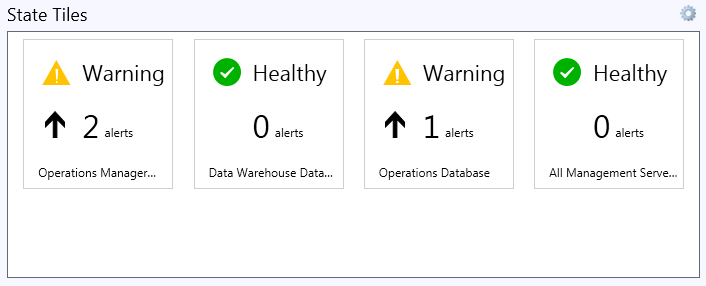 State Tiles
Warning
2 alerts
Operations Manager...
Healthy
0 alerts
Data Warehouse Data...
Warning
1 alerts
Operations Database
Healthy
0 alerts
All Management Serve...